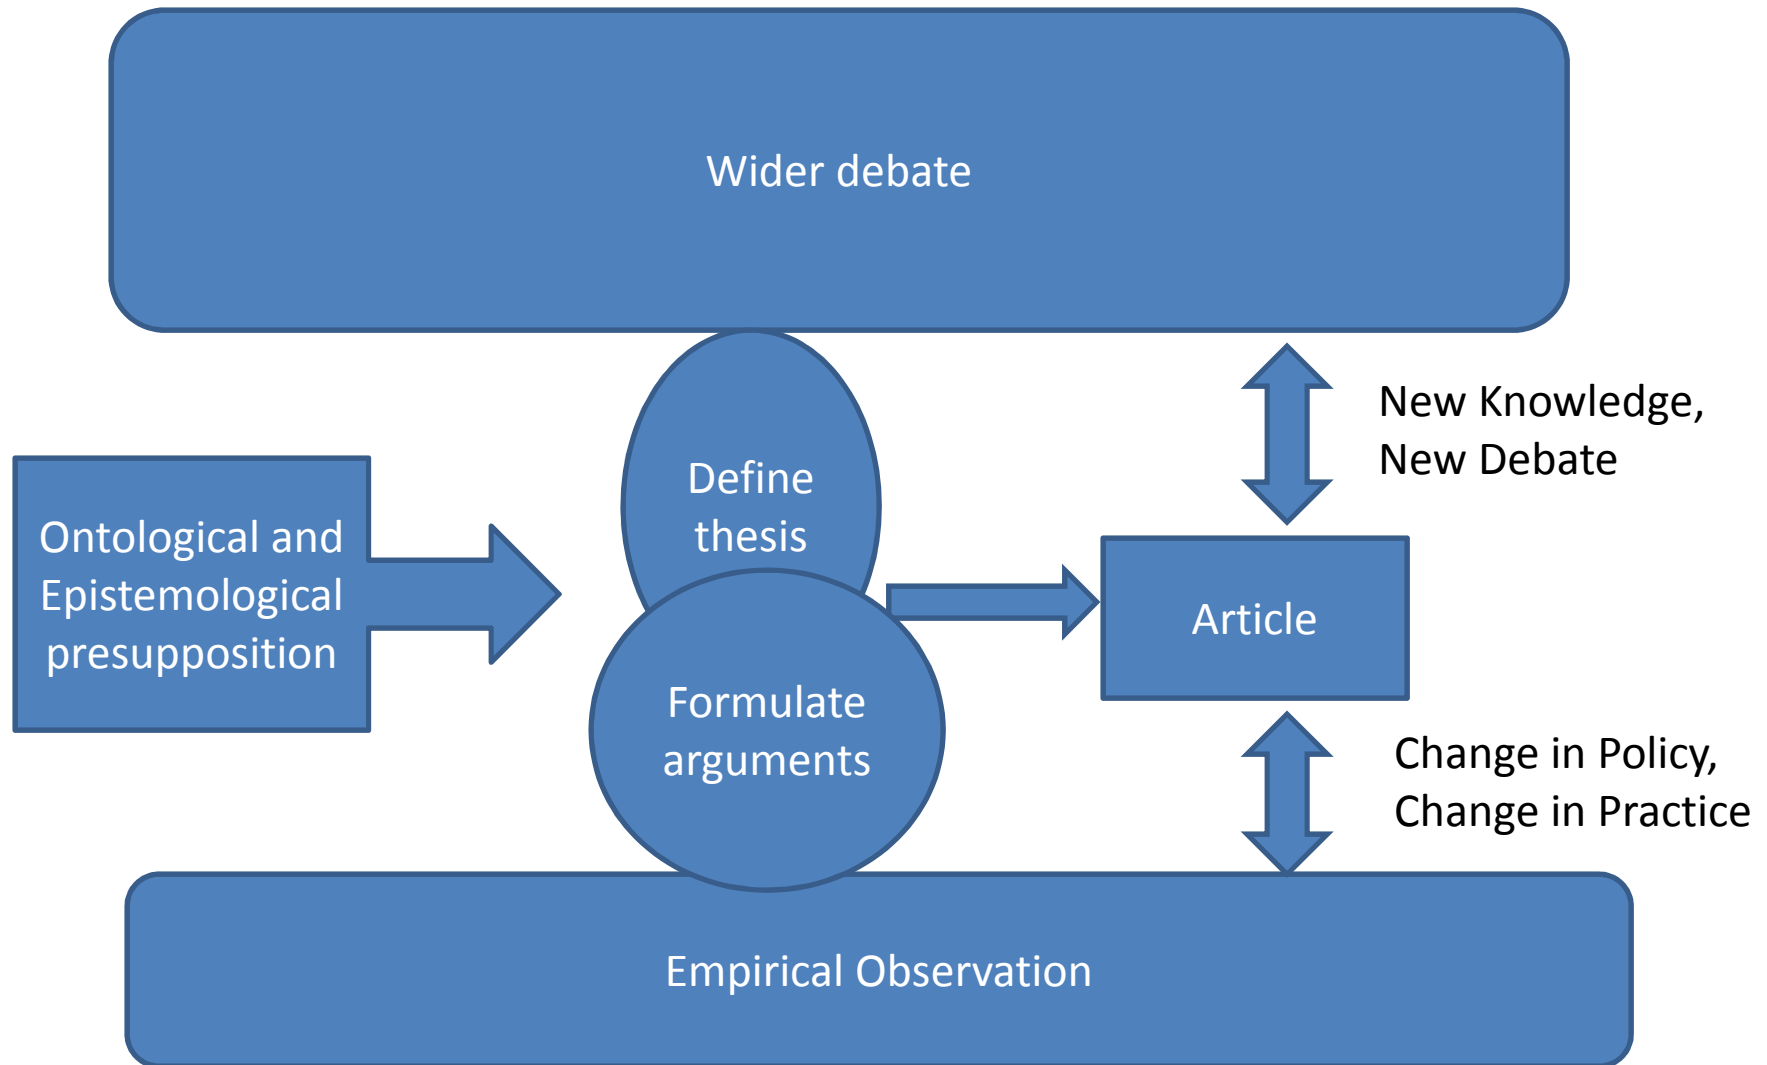 Wider debate
Define
thesis
New Knowledge,
New Debate
Ontological and
Epistemological
presupposition
Article
Formulate
arguments
Change in Policy,
Change in Practice
Empirical Observation